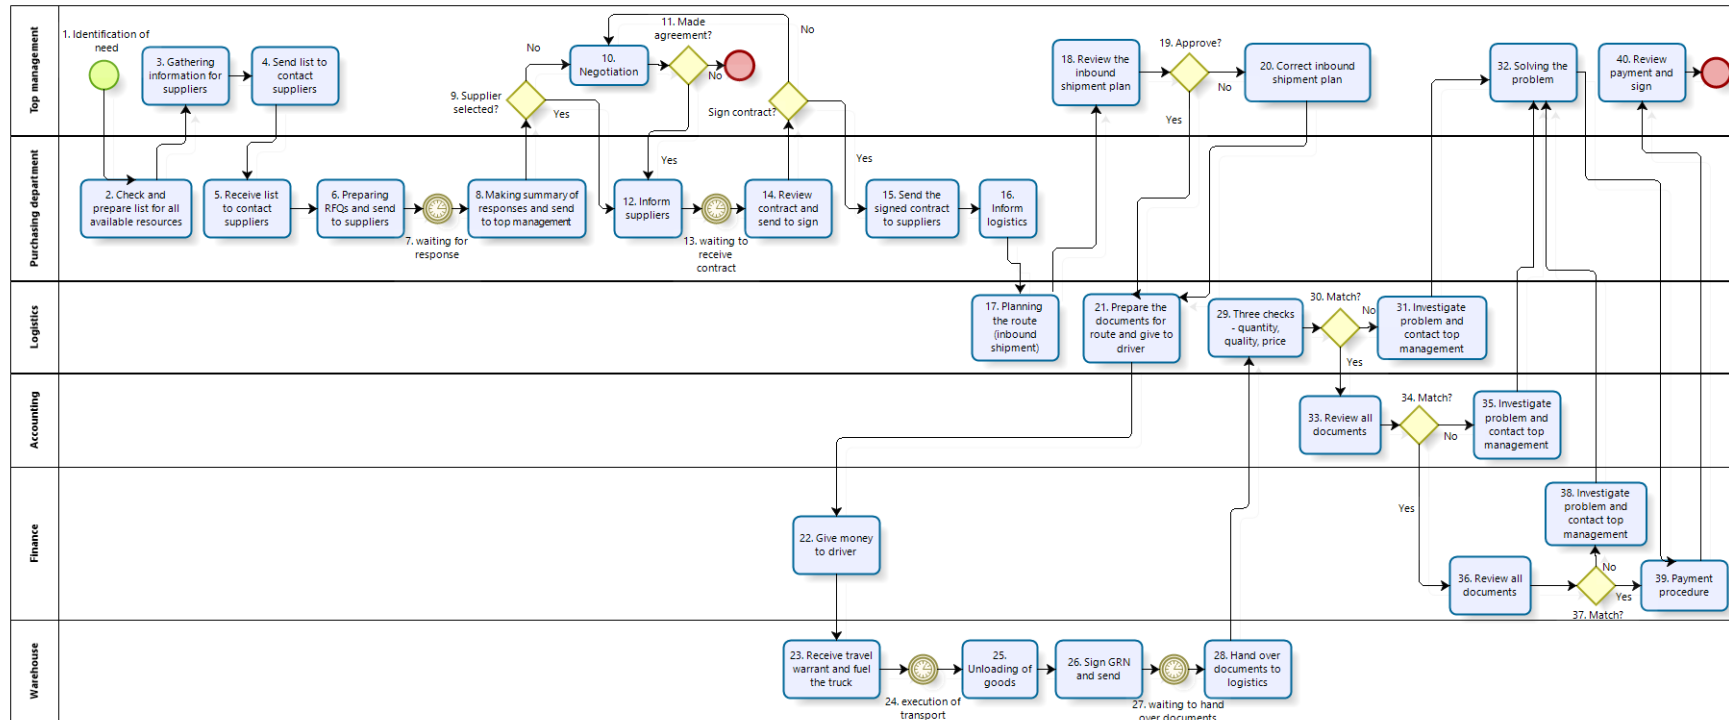 Top management
1. Identification of
need
3. Gathering
information for
suppliers
4. Send list to
contact
suppliers
9. Supplier
selected?
No
Yes
10.
Negotiation
11. Made
agreement?
No
Yes
Sign contract?
No
Yes
18. Review the
inbound
shipment plan
19. Approve?
No
Yes
20. Correct inbound
shipment plan
32. Solving the
problem
40. Review
payment and
sign
Purchasing department
2. Check and
prepare list for all
available resources
5. Receive list
to contact
suppliers
6. Preparing
RFQs and send
to suppliers
7. waiting for
response
8. Making summary of
responses and send
to top management
12. Inform
suppliers
13. waiting to
receive
contract
14. Review
contract and
send to sign
15. Send the
signed contract
to suppliers
16.
Inform
logistics
Logistics
17. Planning
the route
(inbound
shipment)
21. Prepare the
documents for
route and give to
driver
29. Three checks
- quantity,
quality, price
30. Match?
No
Yes
31. Investigate
problem and
contact top
management
Accounting
33. Review all
documents
34. Match?
No
Yes
35. Investigate
problem and
contact top
management
Finance
22. Give money
to driver
36. Review all
documents
37. Match?
No
Yes
38. Investigate
problem and
contact top
management
39. Payment
procedure
Warehouse
23. Receive travel
warrant and fuel
the truck
24. execution of
transport
25.
Unloading of
goods
26. Sign GRN
and send
27. waiting to hand
over documents
28. Hand over
documents to
logistics